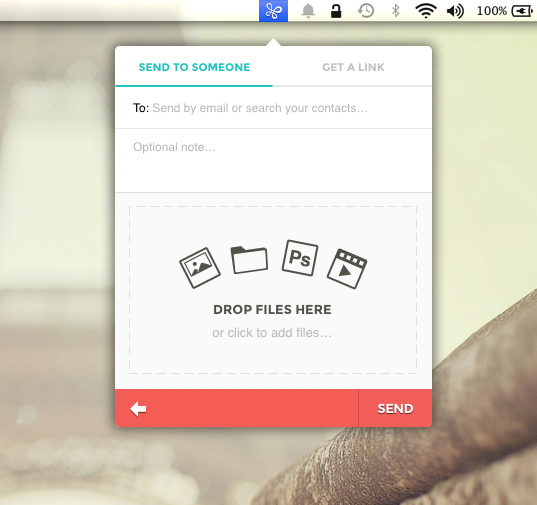 100%
SEND TO SOMEONE
GET A LINK
To: Send by email or search your contacts…
Optional note…
Ps
DROP FILES HERE
or click to add files…
SEND